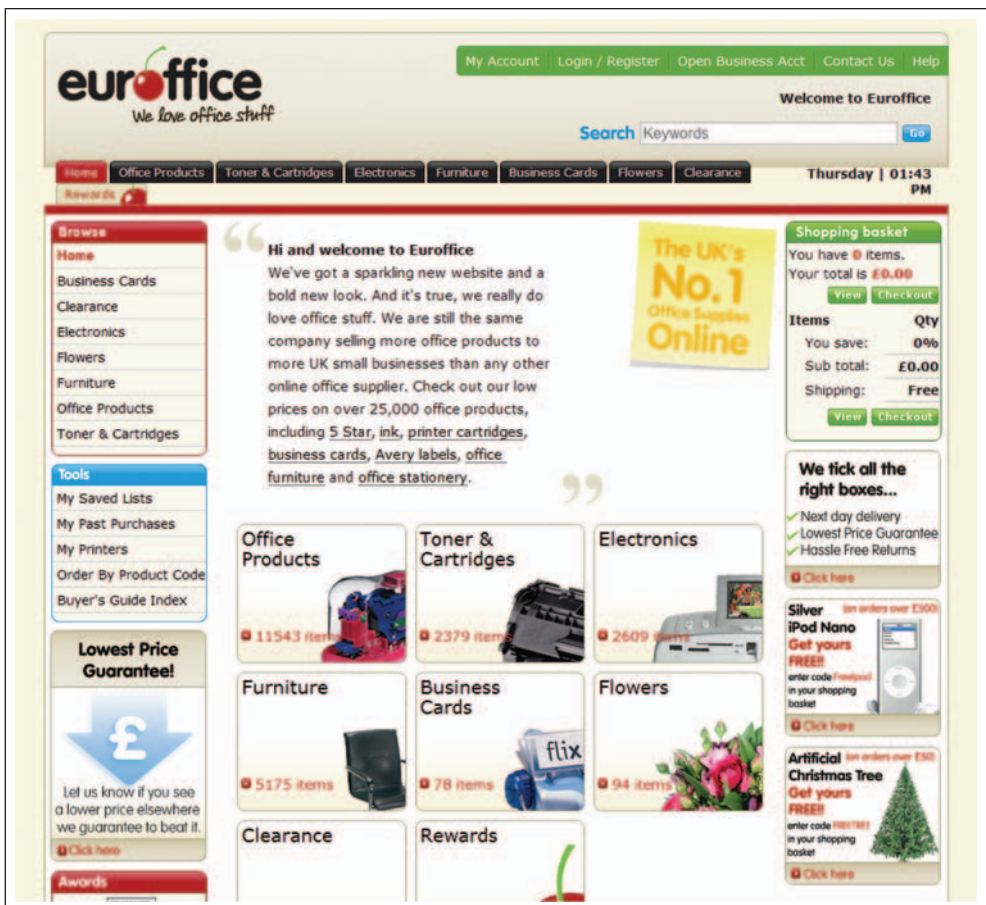 My Account Login / Register Open Business Acct Contact Us Help
euroffice
We love office stuff
Welcome to Euroffice
Search Keywords Go
Home Office Products Toner & Cartridges Electronics Furniture Business Cards Flowers Clearance
Thursday | 01:43
PM
Rewards
Browse
Home
Business Cards
Clearance
Electronics
Flowers
Furniture
Office Products
Toner & Cartridges
Tools
My Saved Lists
My Past Purchases
My Printers
Order By Product Code
Buyer's Guide Index
Lowest Price
Guarantee!
£
Let us know if you see
a lower price elsewhere
we guarantee to beat it.
Click here
Awards
Hi and welcome to Euroffice
We've got a sparkling new website and a
bold new look. And it's true, we really do
love office stuff. We are still the same
company selling more office products to
more UK small businesses than any other
online office supplier. Check out our low
prices on over 25,000 office products,
including 5 Star, ink, printer cartridges,
business cards, Avery labels, office
furniture and office stationery.
The UK's
No.1
Office Supplies
Online
Office
Products
11543 items
Toner &
Cartridges
2379 items
Electronics
2609 items
Furniture
5175 items
Business
Cards
flix
78 items
Flowers
94 items
Clearance
Rewards
Shopping basket
You have 0 items.
Your total is £0.00
View Checkout
Items Qty
You save: 0%
Sub total: £0.00
Shipping: Free
View Checkout
We tick all the
right boxes...
Next day delivery
Lowest Price Guarantee
Hassle Free Returns
Click here
Silver (on orders over £500)
iPod Nano
Get yours
FREE!!
enter code
in your shopping
basket
Click here
Artificial (on orders over £50)
Christmas Tree
Get yours
FREE!!
enter code
in your shopping
basket
Click here